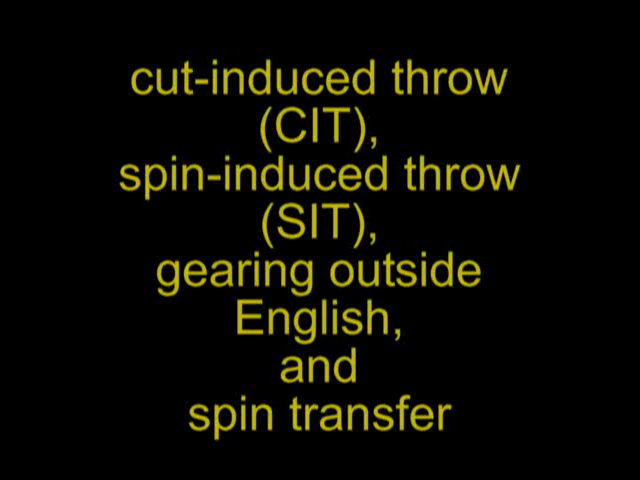 cut-induced throw
(CIT),
spin-induced throw
(SIT),
gearing outside
English,
and
spin transfer